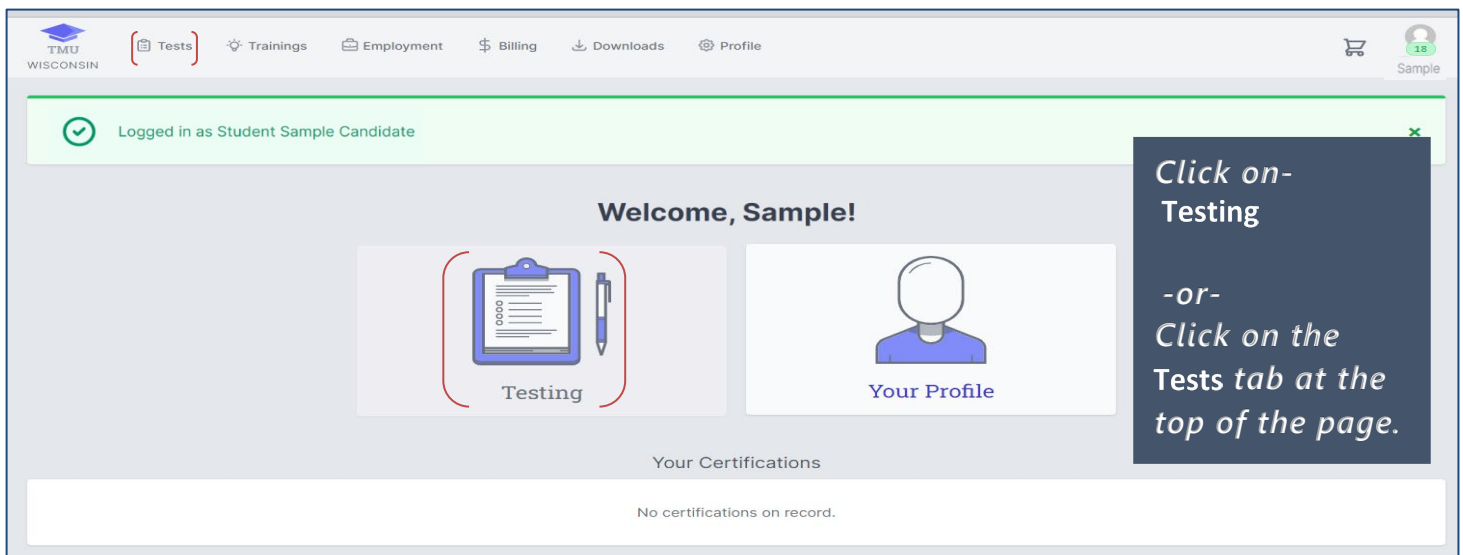 TMU
WISCONSIN
Tests
Trainings
Employment
Billing
Downloads
Profile
18
Sample
Logged in as Student Sample Candidate
Click on-
Testing
-or-
Click on the
Tests tab at the
top of the page.
Welcome, Sample!
Testing
Your Profile
Your Certifications
No certifications on record.